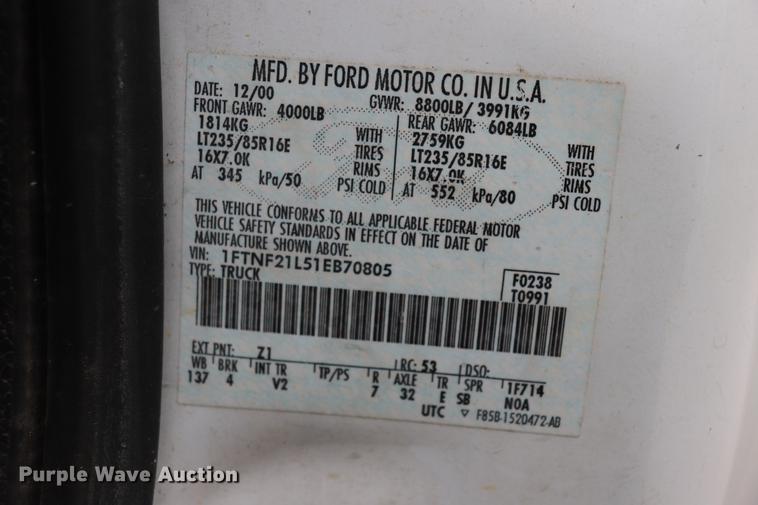 MFD. BY FORD MOTOR CO. IN U.S.A.
DATE: 12/00 GVWR: 8800LB/ 3991KG
FRONT GAWR: 4000LB REAR GAWR: 6084LB
1814KG WITH 2759KG WITH
LT235/85R16E TIRES LT235/85R16E TIRES
16X7.0K RIMS 16X7.0K RIMS
AT 345 kPa/50 PSI COLD AT 552 kPa/80 PSI COLD
THIS VEHICLE CONFORMS TO ALL APPLICABLE FEDERAL MOTOR
VEHICLE SAFETY STANDARDS IN EFFECT ON THE DATE OF
MANUFACTURE SHOWN ABOVE.
VIN: 1FTNF21L51EB70805
TYPE: TRUCK
F0238
T0991
EXT PNT: Z1 RC: 53 DSO:
WB BRK INT TR TP/PS R AXLE TR SPR 1F714
137 4 V2 7 32 E SB NOA
UTC ▽ F85B-1520472-AB
Purple Wave Auction
purplewave.com